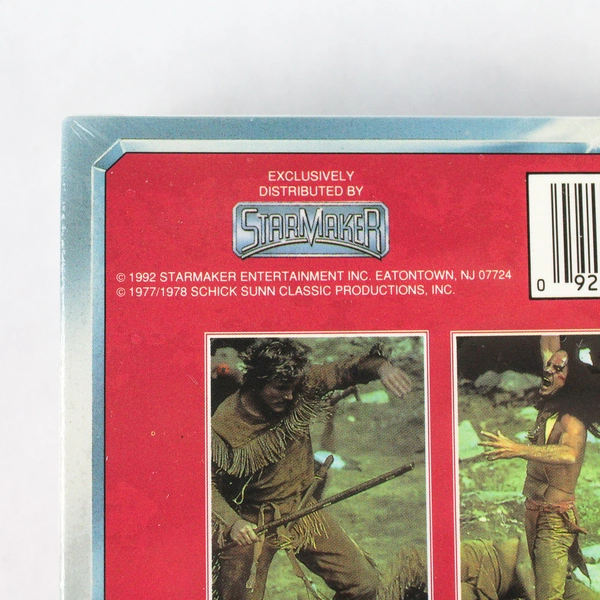 EXCLUSIVELY
DISTRIBUTED BY
STARMAKER
© 1992 STARMAKER ENTERTAINMENT INC. EATONTOWN, NJ 07724
© 1977/1978 SCHICK SUNN CLASSIC PRODUCTIONS, INC.
0 92